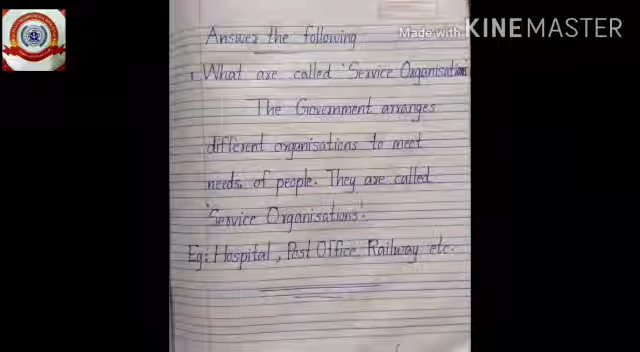 Made with KINEMASTER
Answer the following
1. What are called 'Service Organisation
The Government arranges
different organisations to meet
needs of people. They are called
'Service Organisations'.
Eg: Hospital, Post Office, Railway etc.